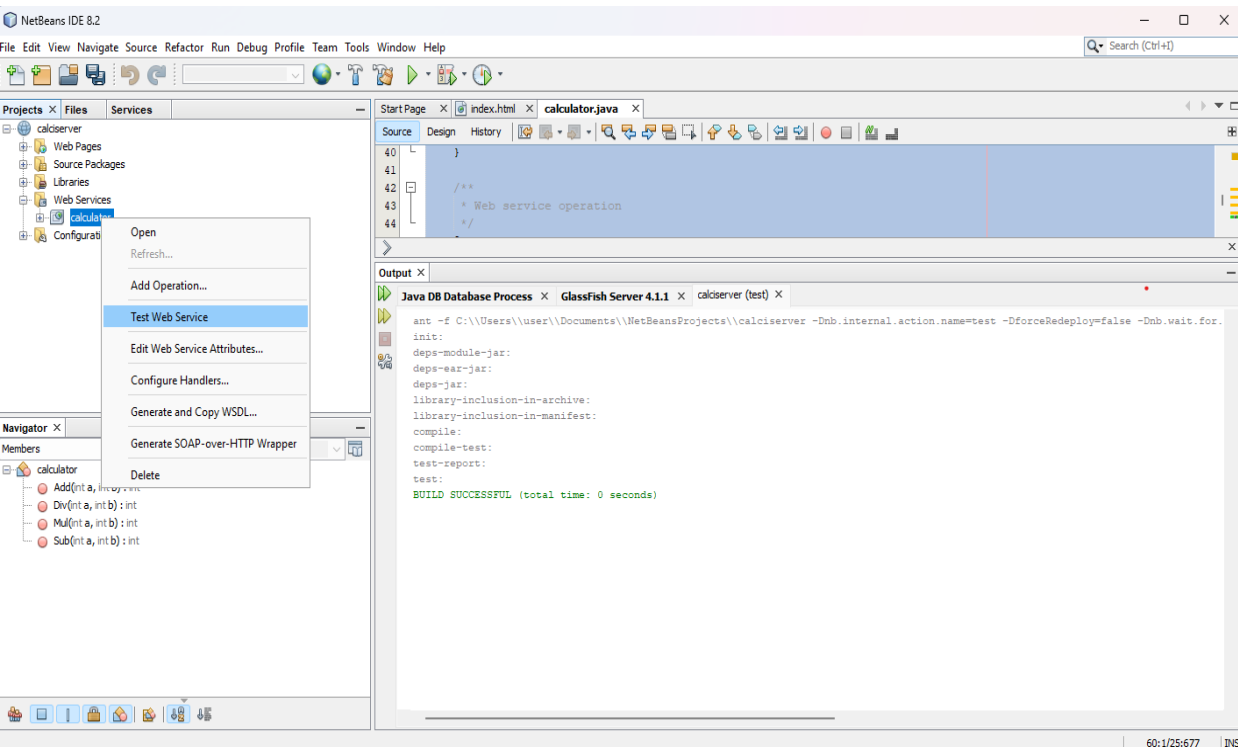 NetBeans IDE 8.2
File Edit View Navigate Source Refactor Run Debug Profile Team Tools Window Help
Search (Ctrl+I)
Projects Files Services
calciserver
Web Pages
Source Packages
Libraries
Web Services
calculator
Configurati
Open
Refresh...
Add Operation...
Test Web Service
Edit Web Service Attributes...
Configure Handlers...
Generate and Copy WSDL...
Generate SOAP-over-HTTP Wrapper
Delete
Navigator
Members
calculator
Add(int a, int b) : int
Div(int a, int b) : int
Mul(int a, int b) : int
Sub(int a, int b) : int
Start Page index.html calculator.java
Source Design History
40 }
41
42 /**
43 * Web service operation
44 */
Output
Java DB Database Process GlassFish Server 4.1.1 calciserver (test)
ant -f C:\\Users\\user\\Documents\\NetBeansProjects\\calciserver -Dnb.internal.action.name=test -DforceRedeploy=false -Dnb.wait.for.
init:
deps-module-jar:
deps-ear-jar:
deps-jar:
library-inclusion-in-archive:
library-inclusion-in-manifest:
compile:
compile-test:
test-report:
test:
BUILD SUCCESSFUL (total time: 0 seconds)
60:1/25:677 INS